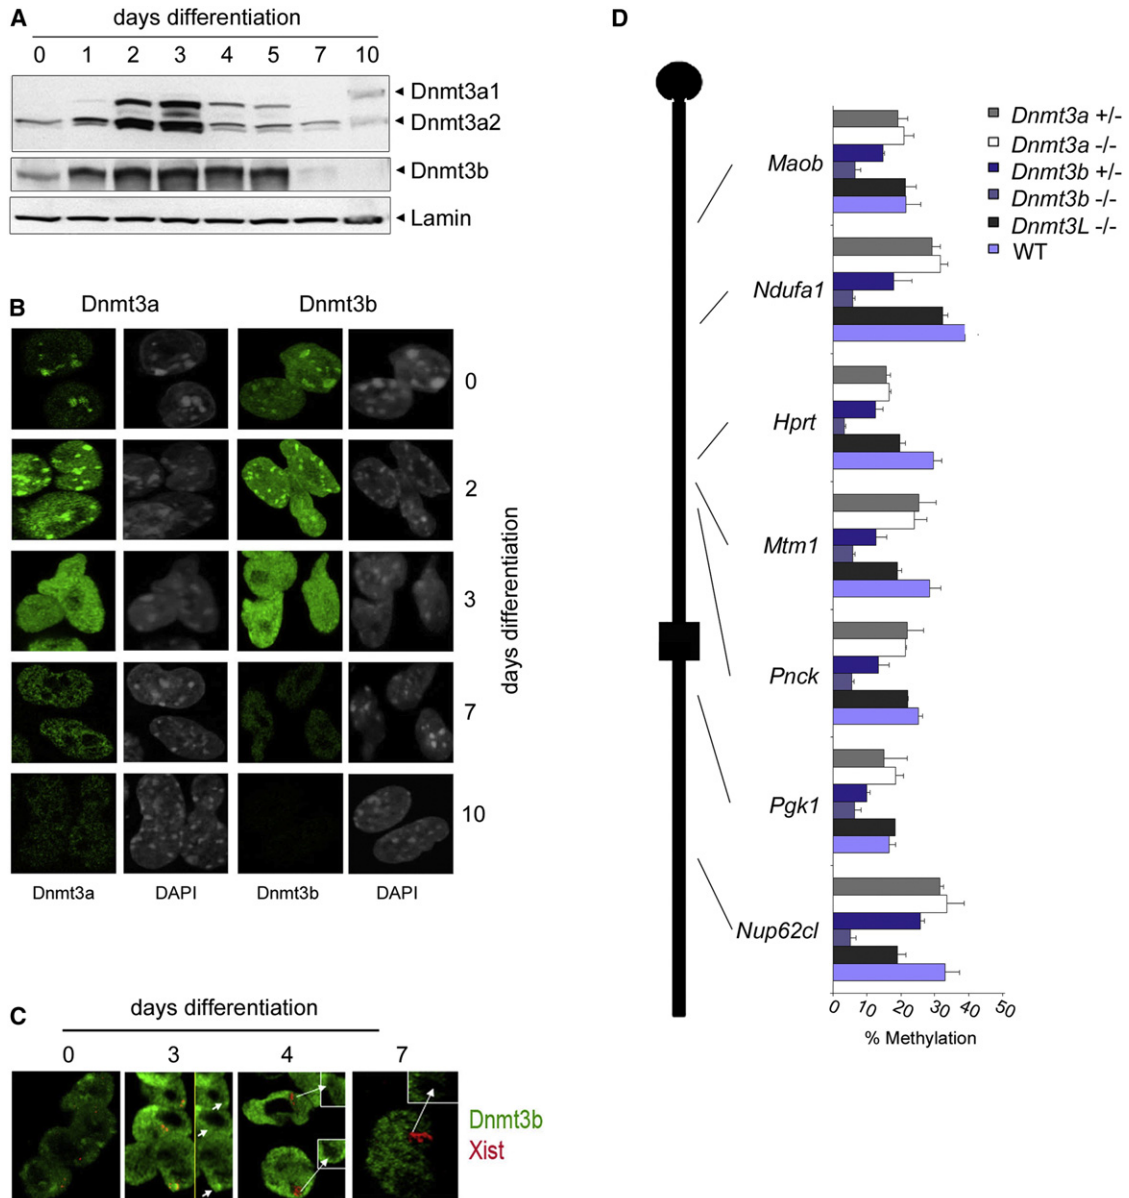 A
days differentiation
0 1 2 3 4 5 7 10
Dnmt3a1
Dnmt3a2
Dnmt3b
Lamin
B
Dnmt3a Dnmt3b
0
2
3
7
10
days differentiation
Dnmt3a DAPI Dnmt3b DAPI
C
days differentiation
0 3 4 7
Dnmt3b
Xist
D
Maob
Ndufa1
Hprt
Mtm1
Pnck
Pgk1
Nup62cl
0 10 20 30 40 50
% Methylation
Dnmt3a +/-
Dnmt3a -/-
Dnmt3b +/-
Dnmt3b -/-
Dnmt3L -/-
WT